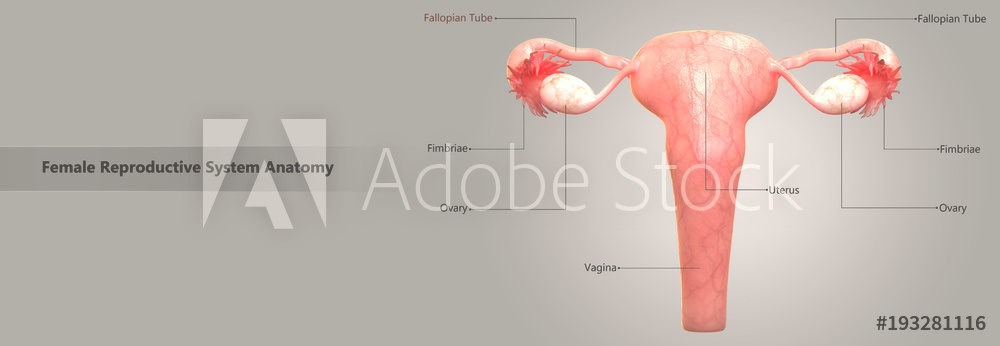 Fallopian Tube
Fallopian Tube
Fimbriae
Fimbriae
Female Reproductive System Anatomy
Adobe Stock
Uterus
Ovary
Ovary
Vagina
#193281116